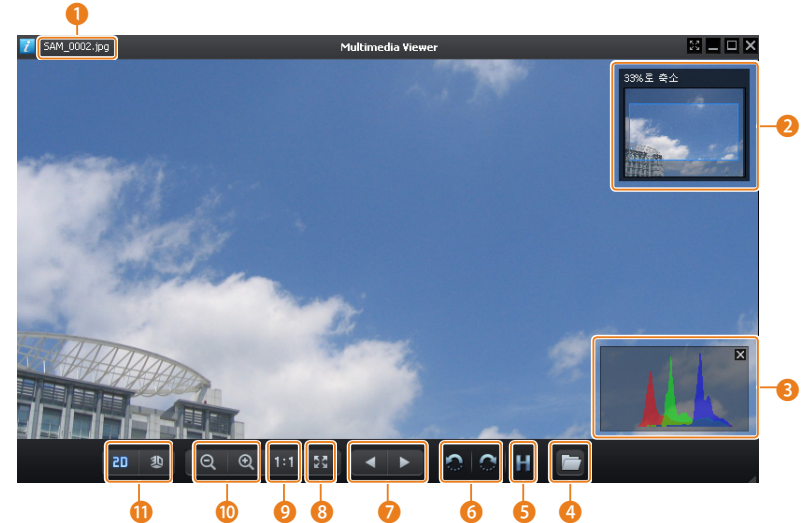 1
SAM_0002.jpg
Multimedia Viewer
33%로 축소
2
3
2D 3D 1:1 H
11 10 9 8 7 6 5 4